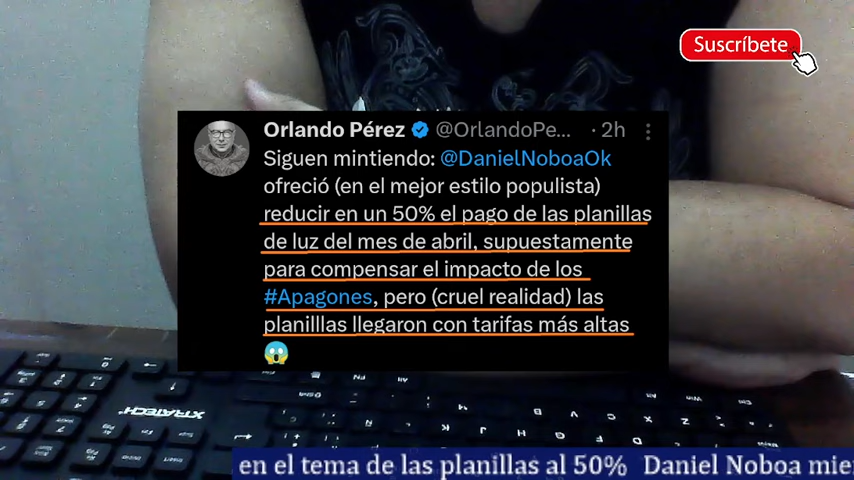 Suscríbete
Orlando Pérez @OrlandoPe... · 2h
Siguen mintiendo: @DanielNoboaOk
ofreció (en el mejor estilo populista)
reducir en un 50% el pago de las planillas
de luz del mes de abril, supuestamente
para compensar el impacto de los
#Apagones, pero (cruel realidad) las
planilllas llegaron con tarifas más altas
XTRATECH
en el tema de las planillas al 50% Daniel Noboa mie